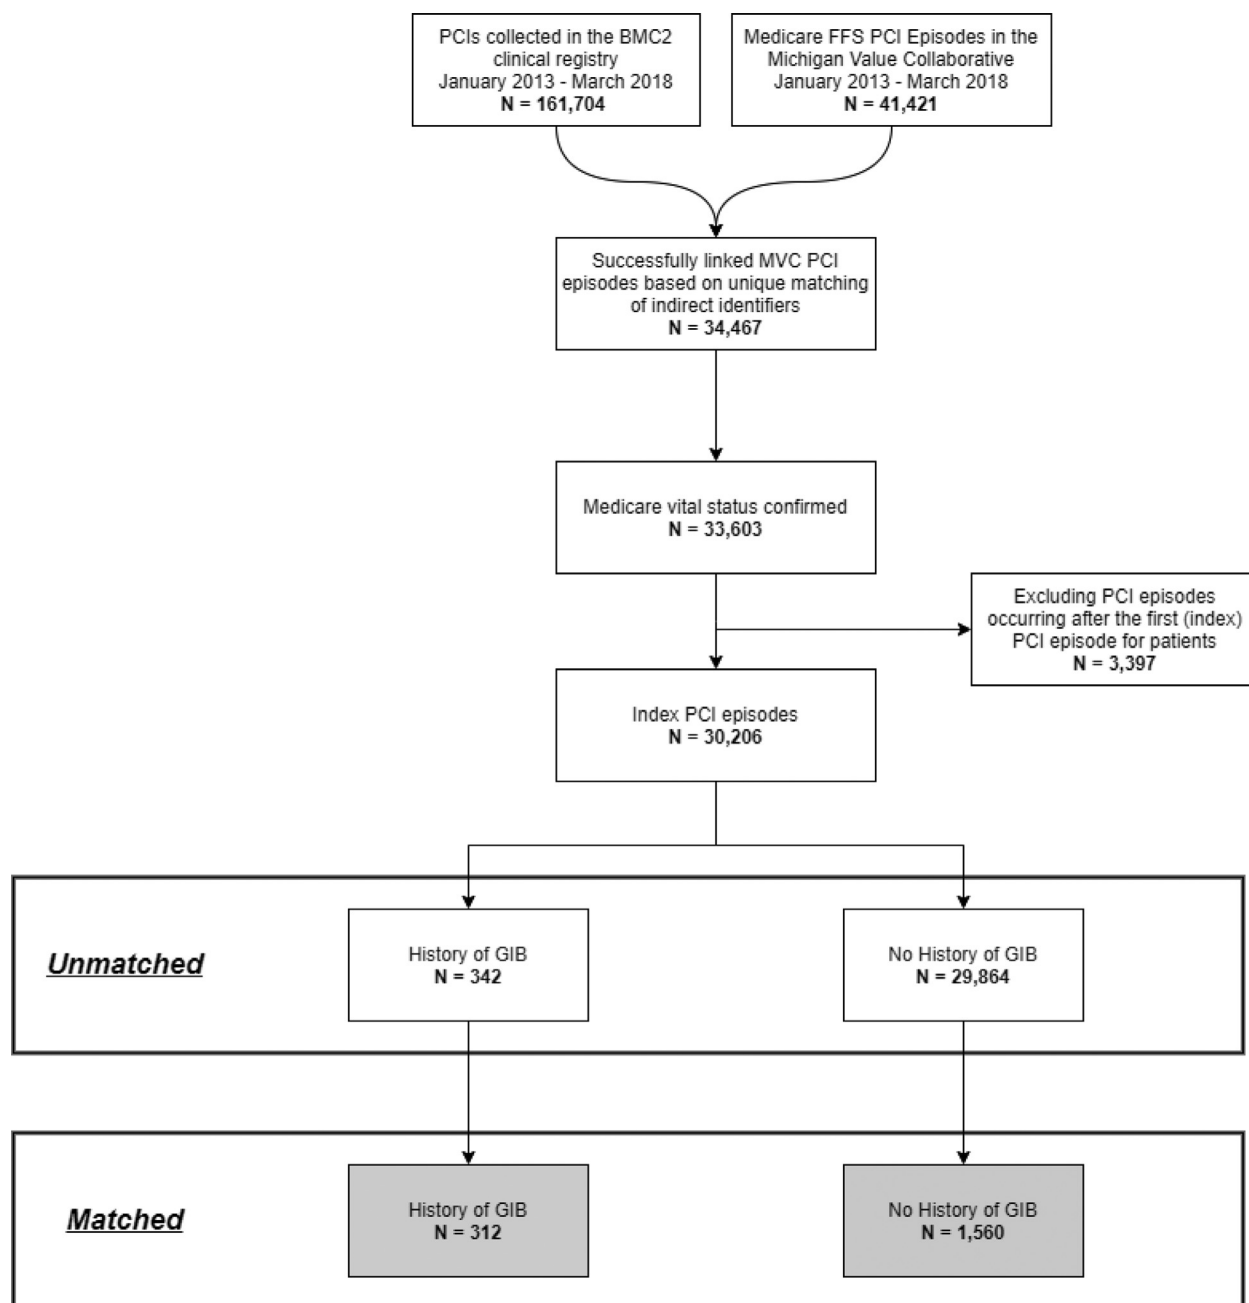 PCIs collected in the BMC2
clinical registry
January 2013 - March 2018
N = 161,704
Medicare FFS PCI Episodes in the
Michigan Value Collaborative
January 2013 - March 2018
N = 41,421
Successfully linked MVC PCI
episodes based on unique matching
of indirect identifiers
N = 34,467
Medicare vital status confirmed
N = 33,603
Excluding PCI episodes
occurring after the first (index)
PCI episode for patients
N = 3,397
Index PCI episodes
N = 30,206
Unmatched
History of GIB
N = 342
No History of GIB
N = 29,864
Matched
History of GIB
N = 312
No History of GIB
N = 1,560